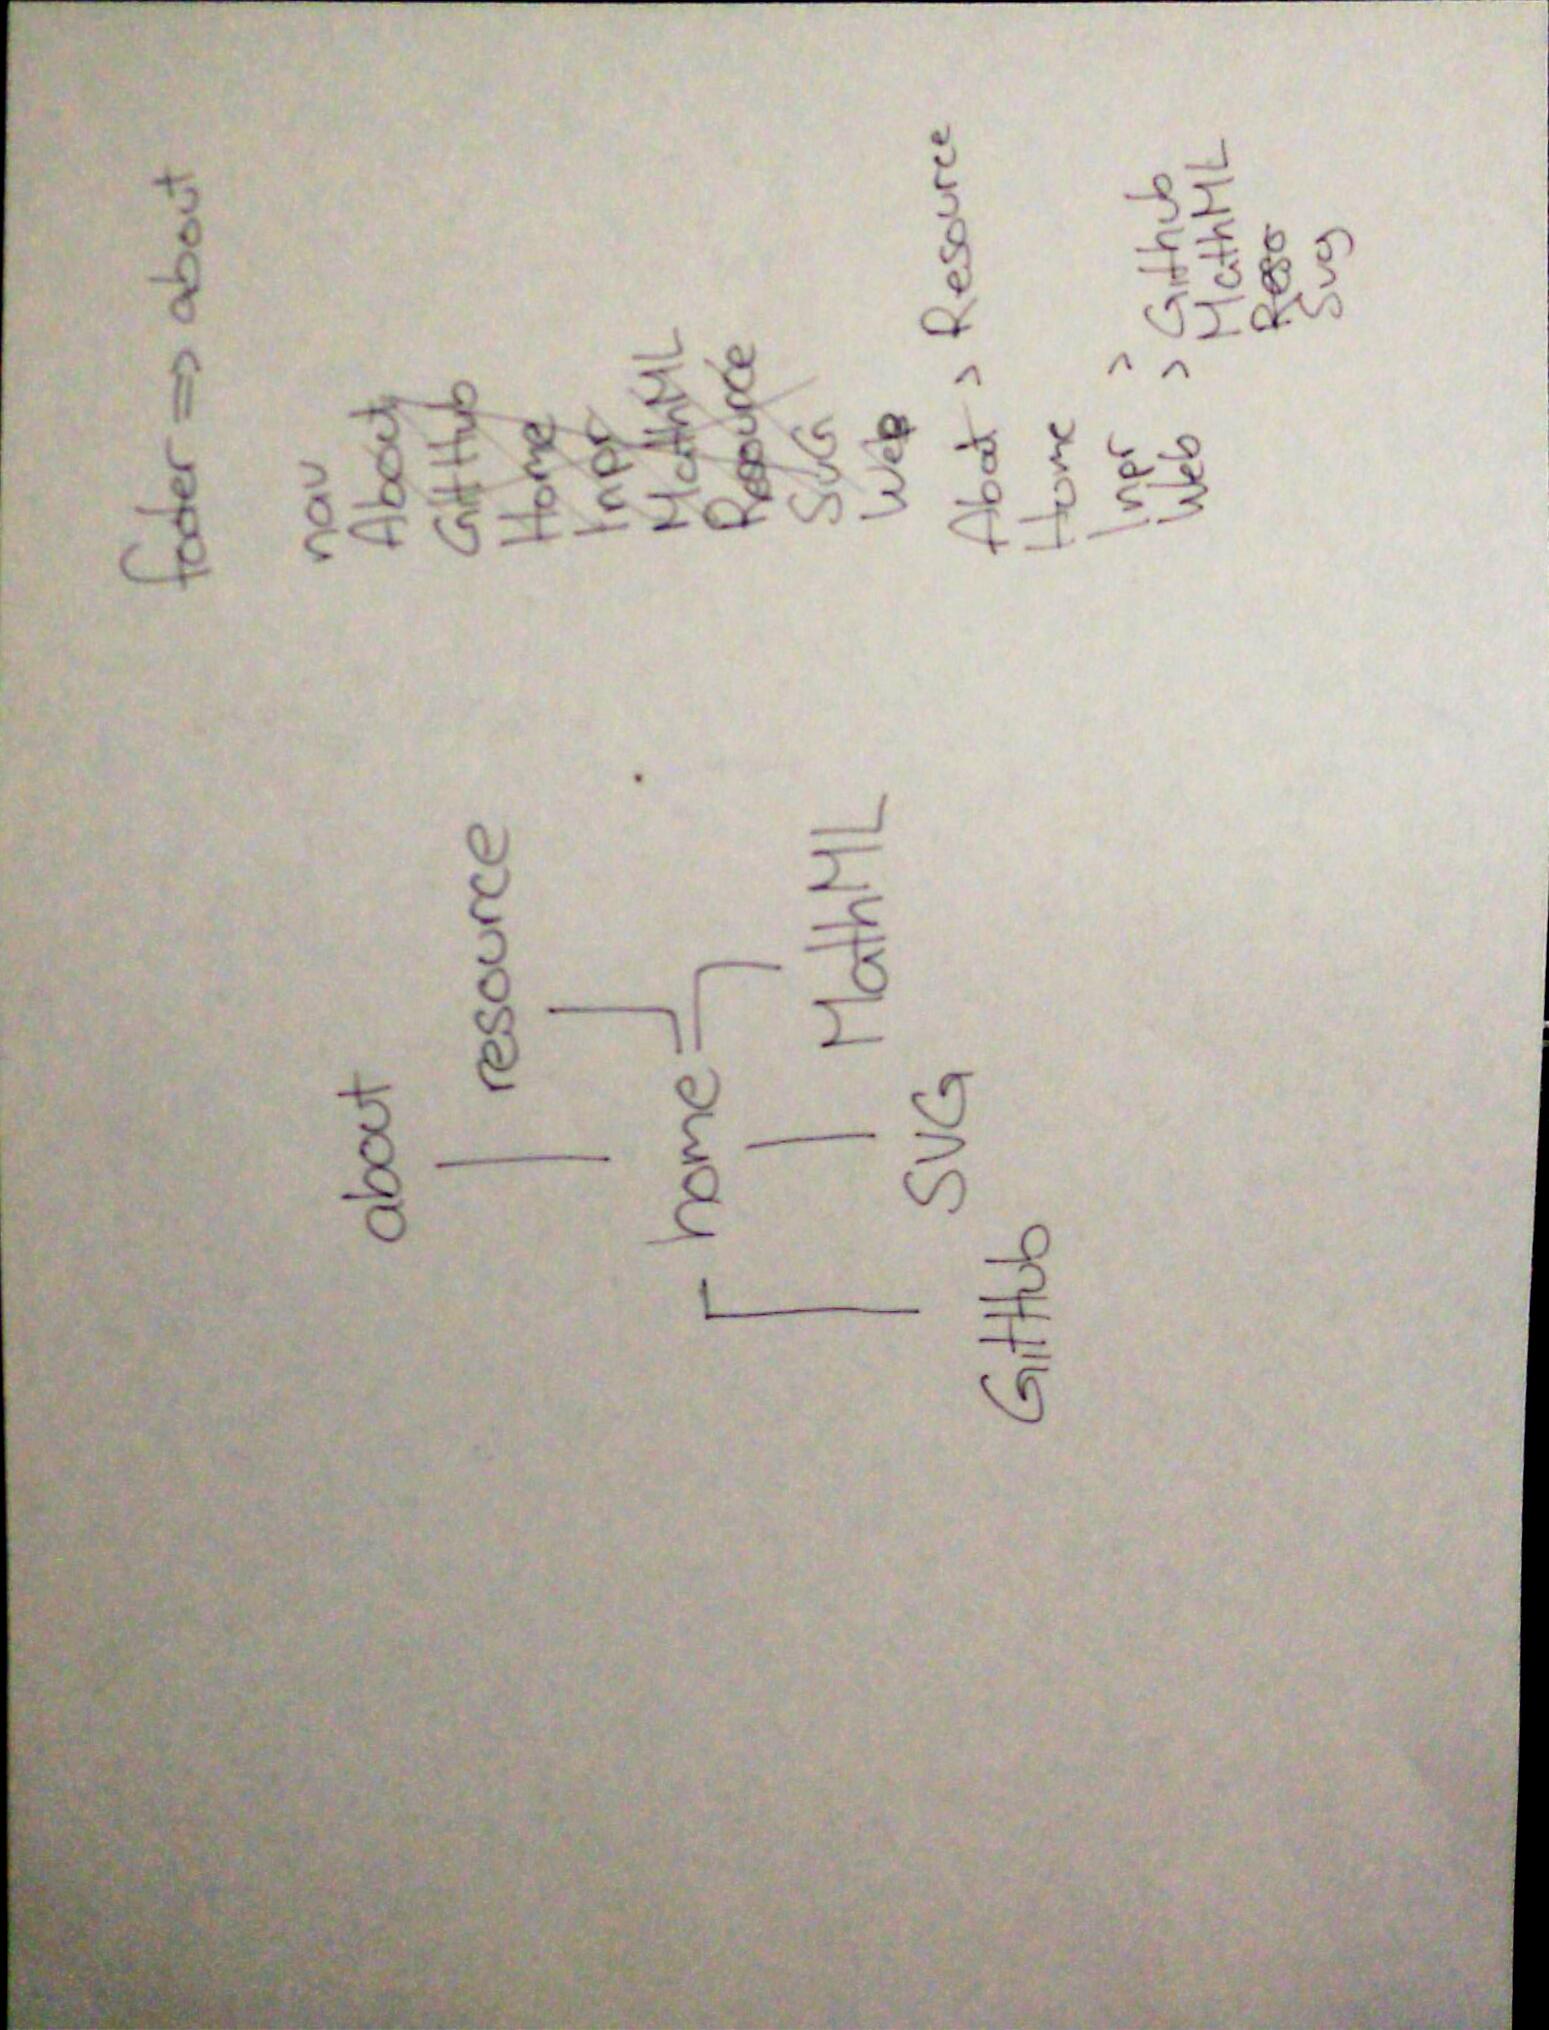 about
resource
home
MathML
SVG
GitHub
footer => about
nav
About
GitHub
Home
Inpr
MathML
Resource
SVG
Web
About > Resource
Home
Inpr >
Web > Github
MathML
Reso
Svg